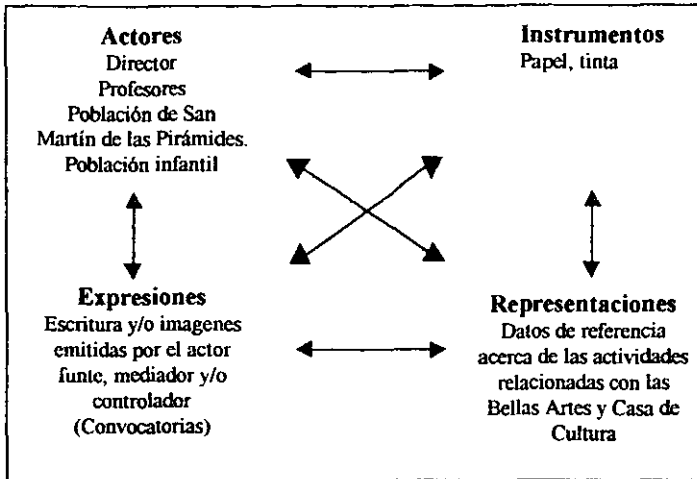 Actores
Director
Profesores
Población de San
Martín de las Pirámides.
Población infantil
Instrumentos
Papel, tinta
Expresiones
Escritura y/o imagenes
emitidas por el actor
funte, mediador y/o
controlador
(Convocatorias)
Representaciones
Datos de referencia
acerca de las actividades
relacionadas con las
Bellas Artes y Casa de
Cultura